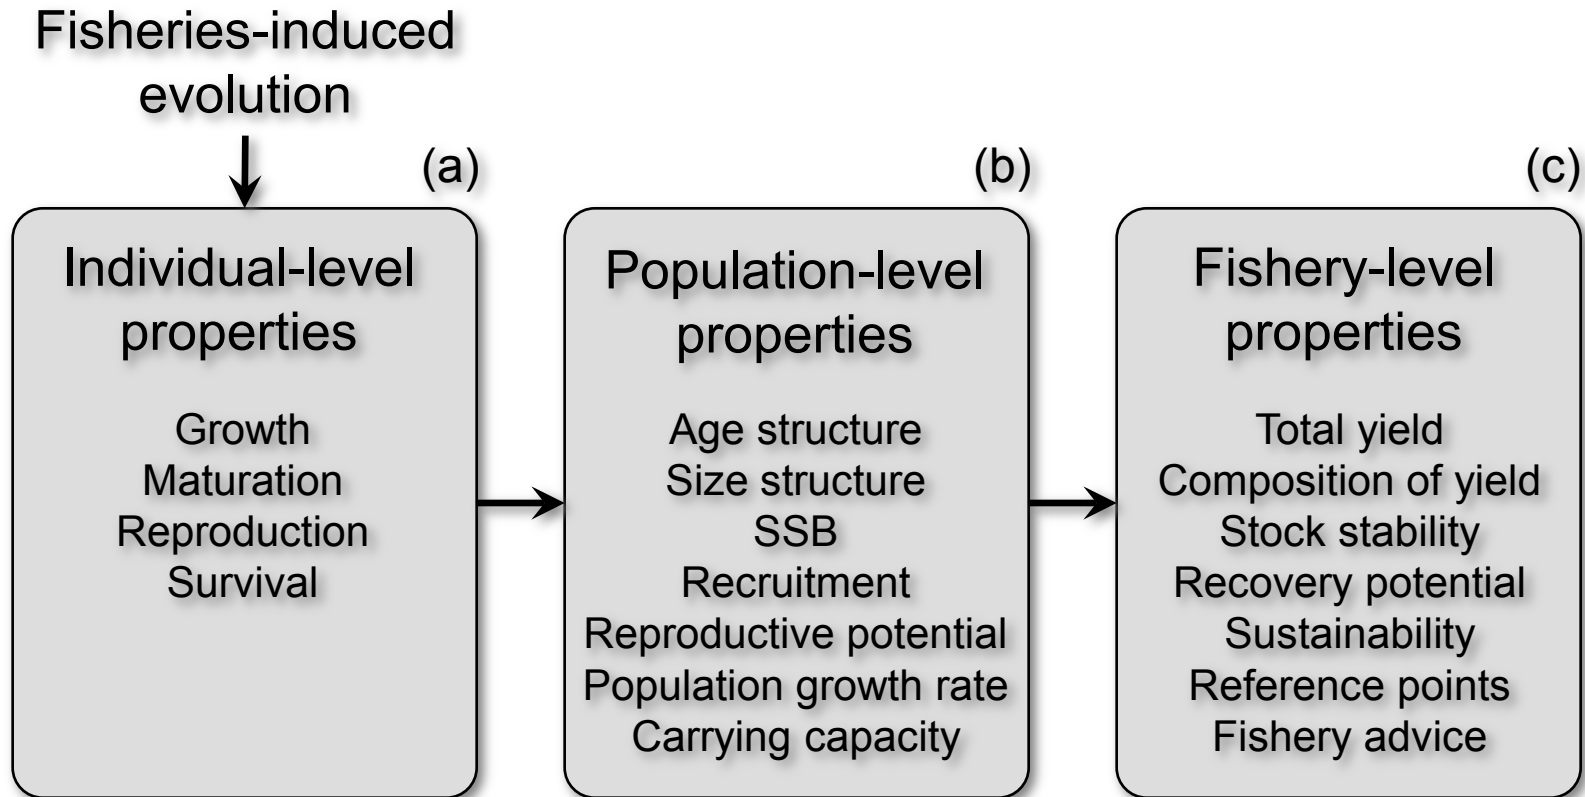 Fisheries-induced
evolution
(a)
Individual-level
properties
Growth
Maturation
Reproduction
Survival
(b)
Population-level
properties
Age structure
Size structure
SSB
Recruitment
Reproductive potential
Population growth rate
Carrying capacity
(c)
Fishery-level
properties
Total yield
Composition of yield
Stock stability
Recovery potential
Sustainability
Reference points
Fishery advice